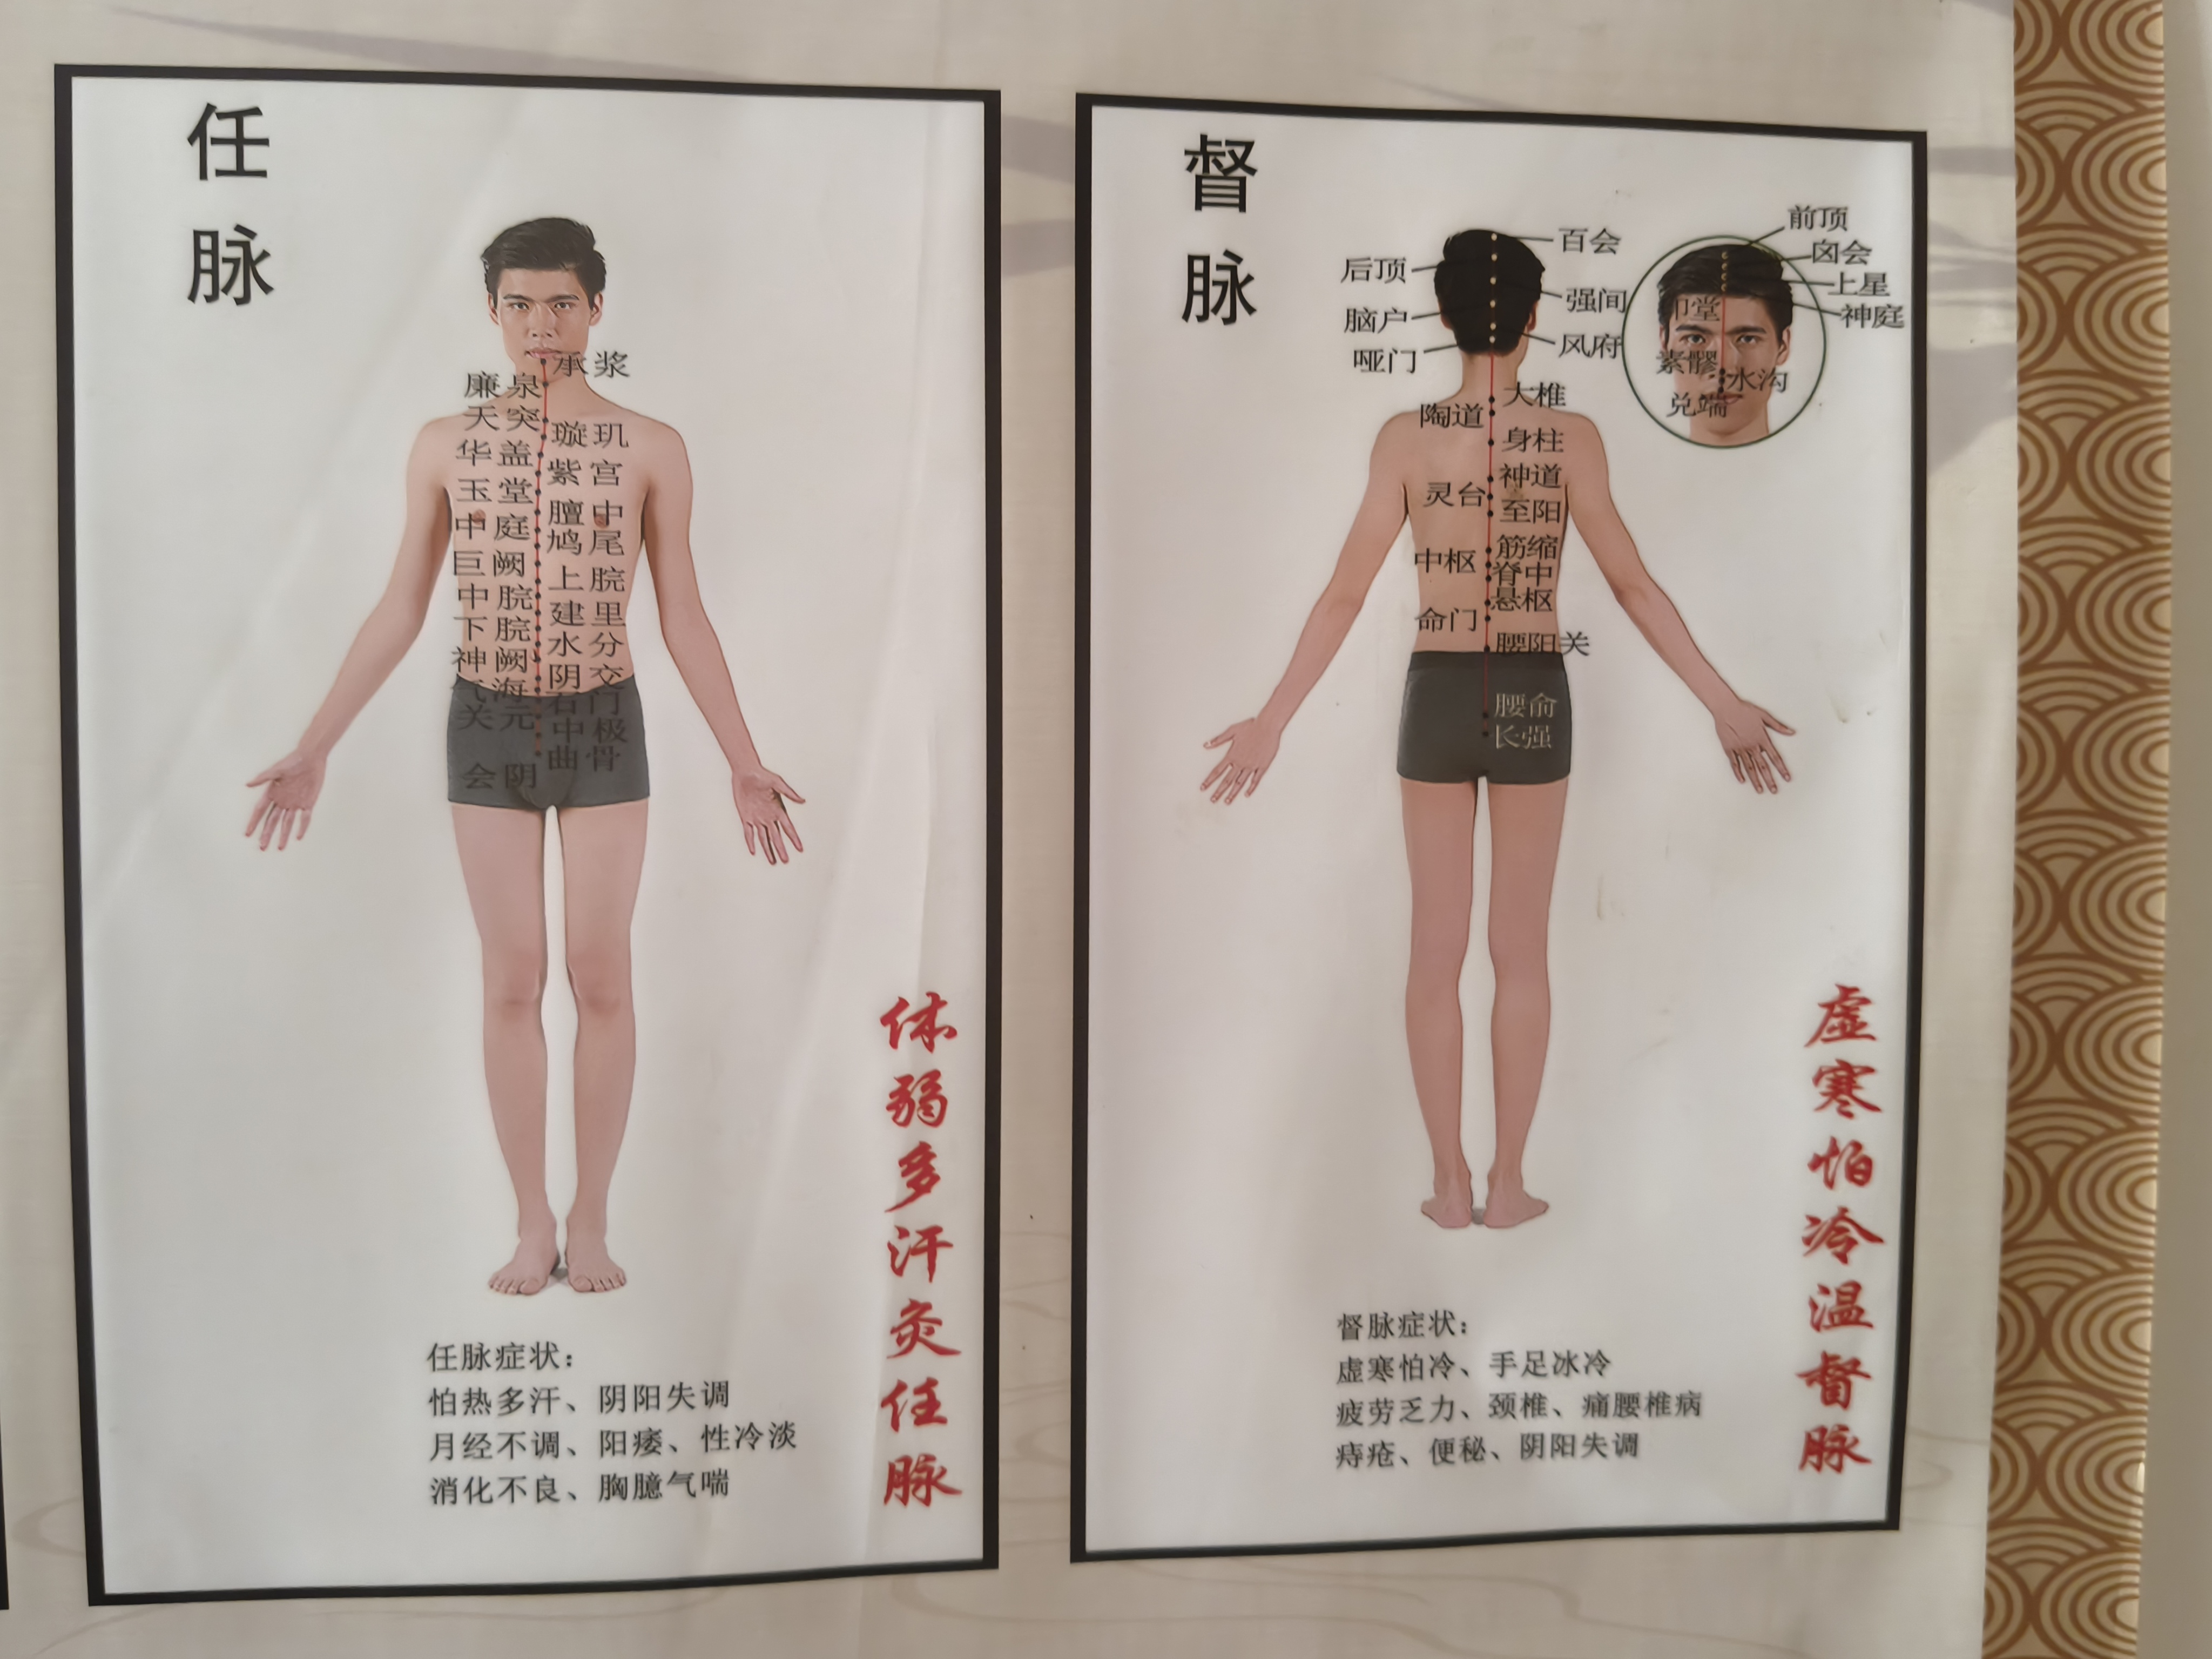 任脉
承浆
廉泉
天突
璇玑
华盖
紫宫
玉堂
膻中
中庭
鸠尾
巨阙
上脘
中脘
建里
下脘
水分
神阙
阴交
气海
石门
关元
中极
曲骨
会阴
体弱多汗灸任脉
任脉症状：
怕热多汗、阴阳失调
月经不调、阳痿、性冷淡
消化不良、胸臆气喘
督脉
百会
后顶
强间
脑户
风府
哑门
前顶
囟会
上星
神庭
印堂
素髎
水沟
兑端
大椎
陶道
身柱
神道
灵台
至阳
筋缩
中枢
脊中
悬枢
命门
腰阳关
腰俞
长强
虚寒怕冷温督脉
督脉症状：
虚寒怕冷、手足冰冷
疲劳乏力、颈椎、痛腰椎病
痔疮、便秘、阴阳失调